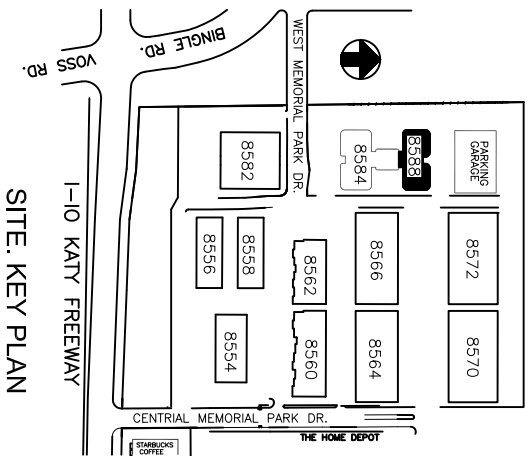 BINGLE RD.
VOSS RD.
WEST MEMORIAL PARK DR.
8582
8584
8588
PARKING
GARAGE
8556
8558
8562
8566
8572
8554
8560
8564
8570
I-10 KATY FREEWAY
SITE. KEY PLAN
CENTRIAL MEMORIAL PARK DR.
THE HOME DEPOT
STARBUCKS
COFFEE